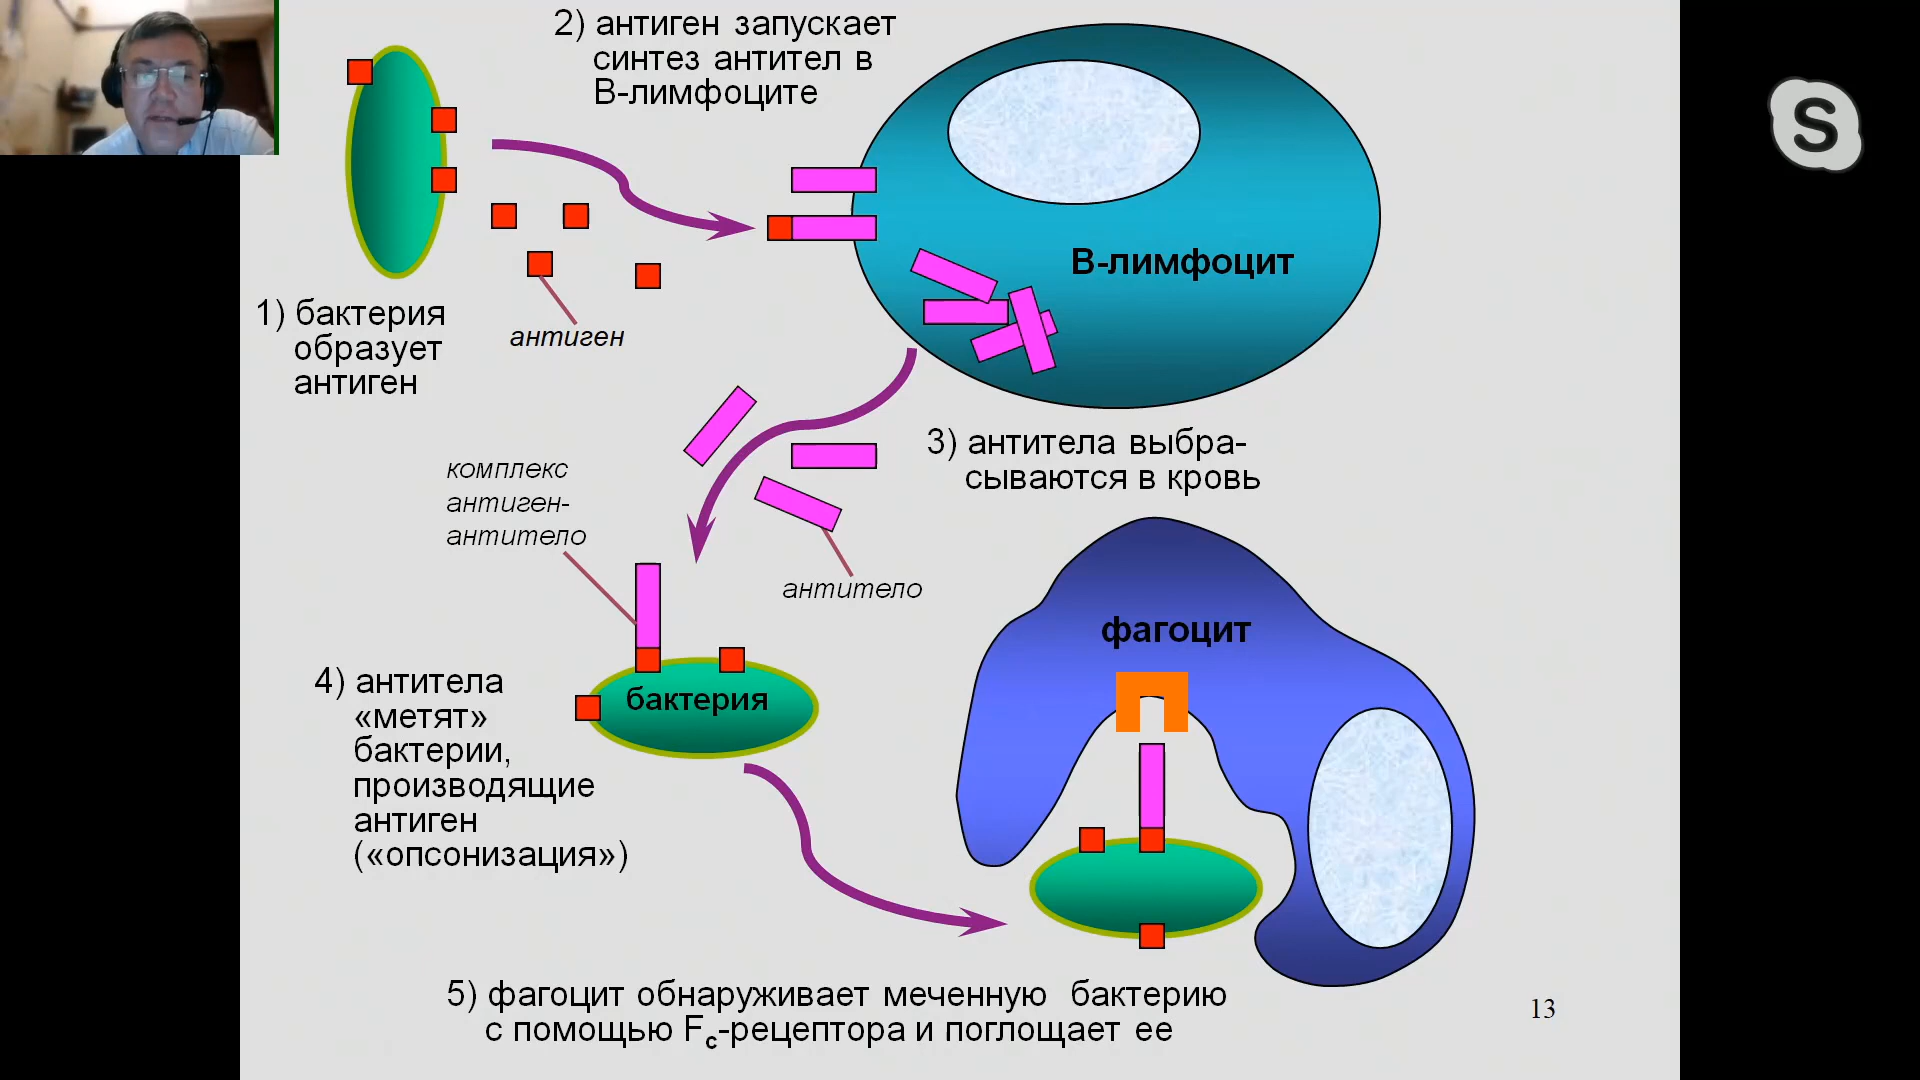 2) антиген запускает
синтез антител в
В-лимфоците
В-лимфоцит
1) бактерия
образует
антиген
антиген
3) антитела выбра-
сываются в кровь
комплекс
антиген-
антитело
антитело
фагоцит
4) антитела
«метят»
бактерии,
производящие
антиген
(«опсонизация»)
бактерия
5) фагоцит обнаруживает меченную бактерию
с помощью Fc-рецептора и поглощает ее
13
S